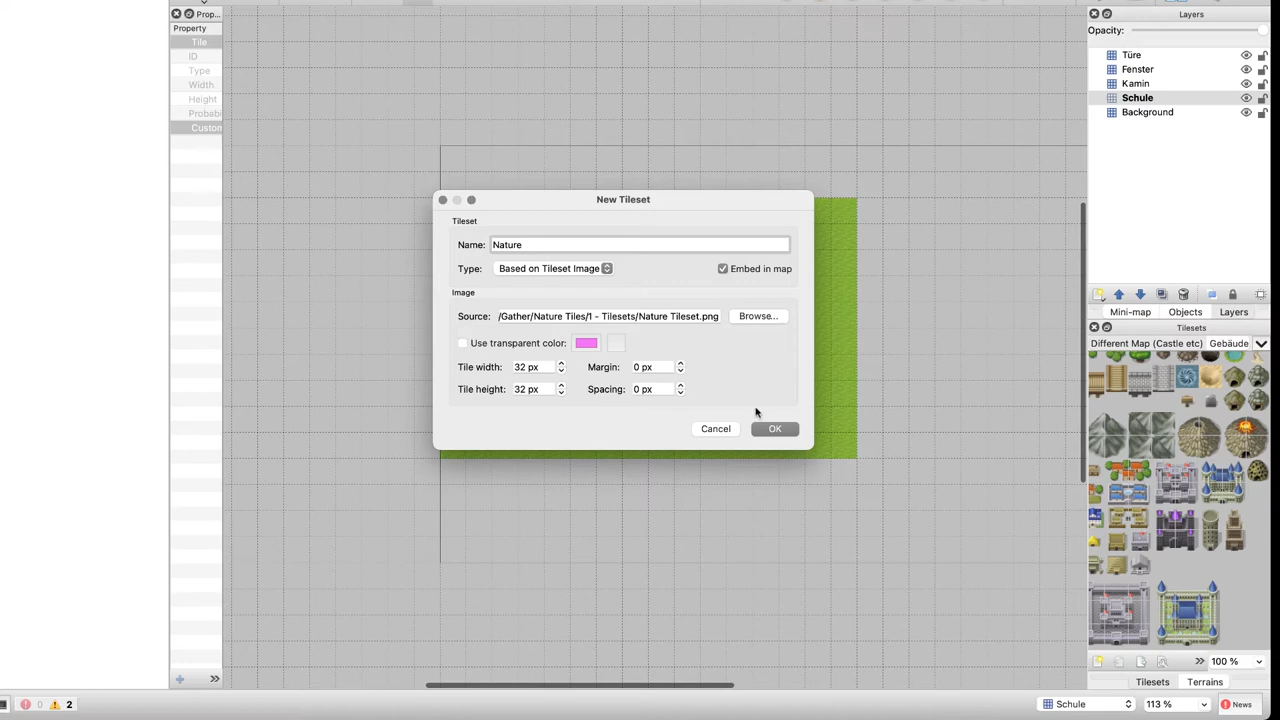 Prop...
Property
Tile
ID
Type
Width
Height
Probabi
Custon
New Tileset
Tileset
Name: Nature
Type: Based on Tileset Image Embed in map
Image
Source: /Gather/Nature Tiles/1 - Tilesets/Nature Tileset.png Browse...
Use transparent color:
Tile width: 32 px Margin: 0 px
Tile height: 32 px Spacing: 0 px
Cancel OK
Layers
Opacity:
Türe
Fenster
Kamin
Schule
Background
Mini-map Objects Layers
Tilesets
Different Map (Castle etc) Gebäude
100 %
Tilesets Terrains
0 2
Schule 113 % News